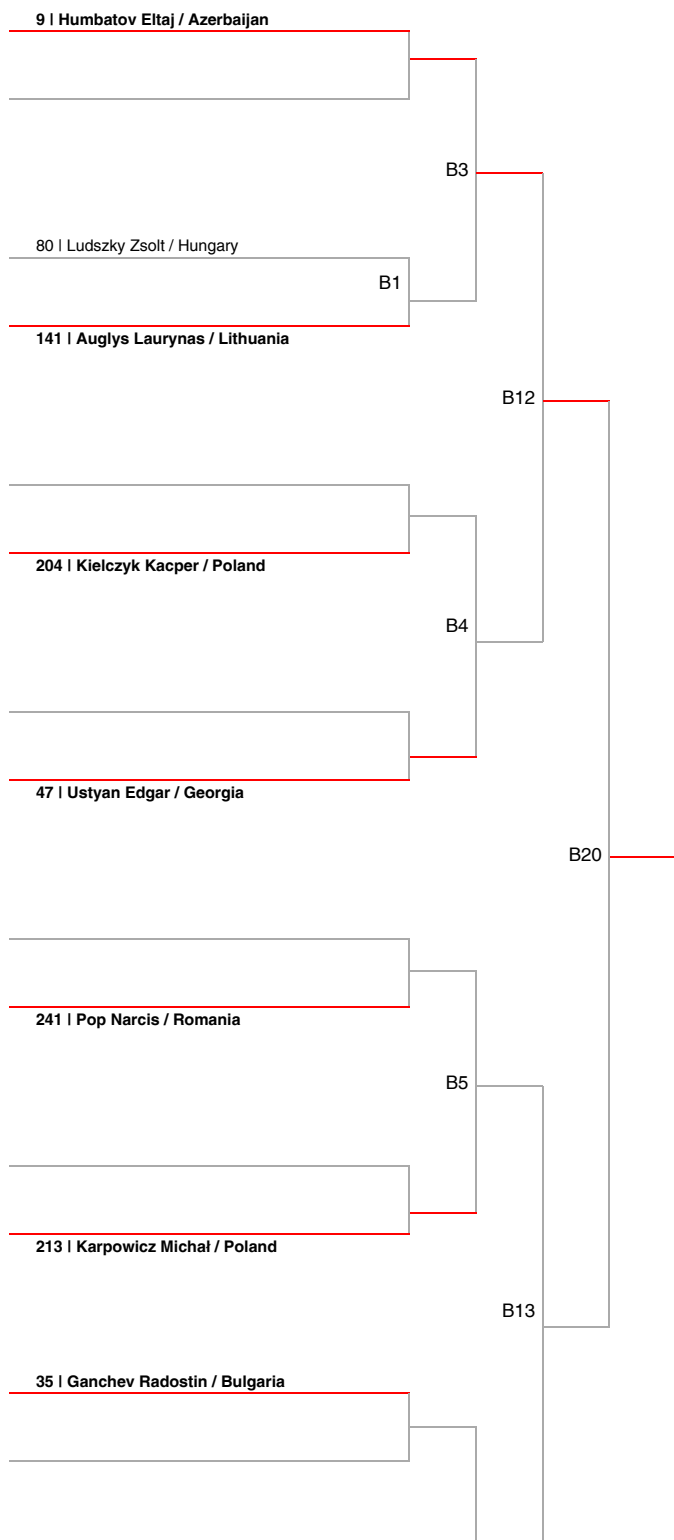 9 | Humbatov Eltaj / Azerbaijan
B3
80 | Ludszky Zsolt / Hungary
B1
141 | Auglys Laurynas / Lithuania
B12
204 | Kielczyk Kacper / Poland
B4
47 | Ustyan Edgar / Georgia
B20
241 | Pop Narcis / Romania
B5
213 | Karpowicz Michał / Poland
B13
35 | Ganchev Radostin / Bulgaria